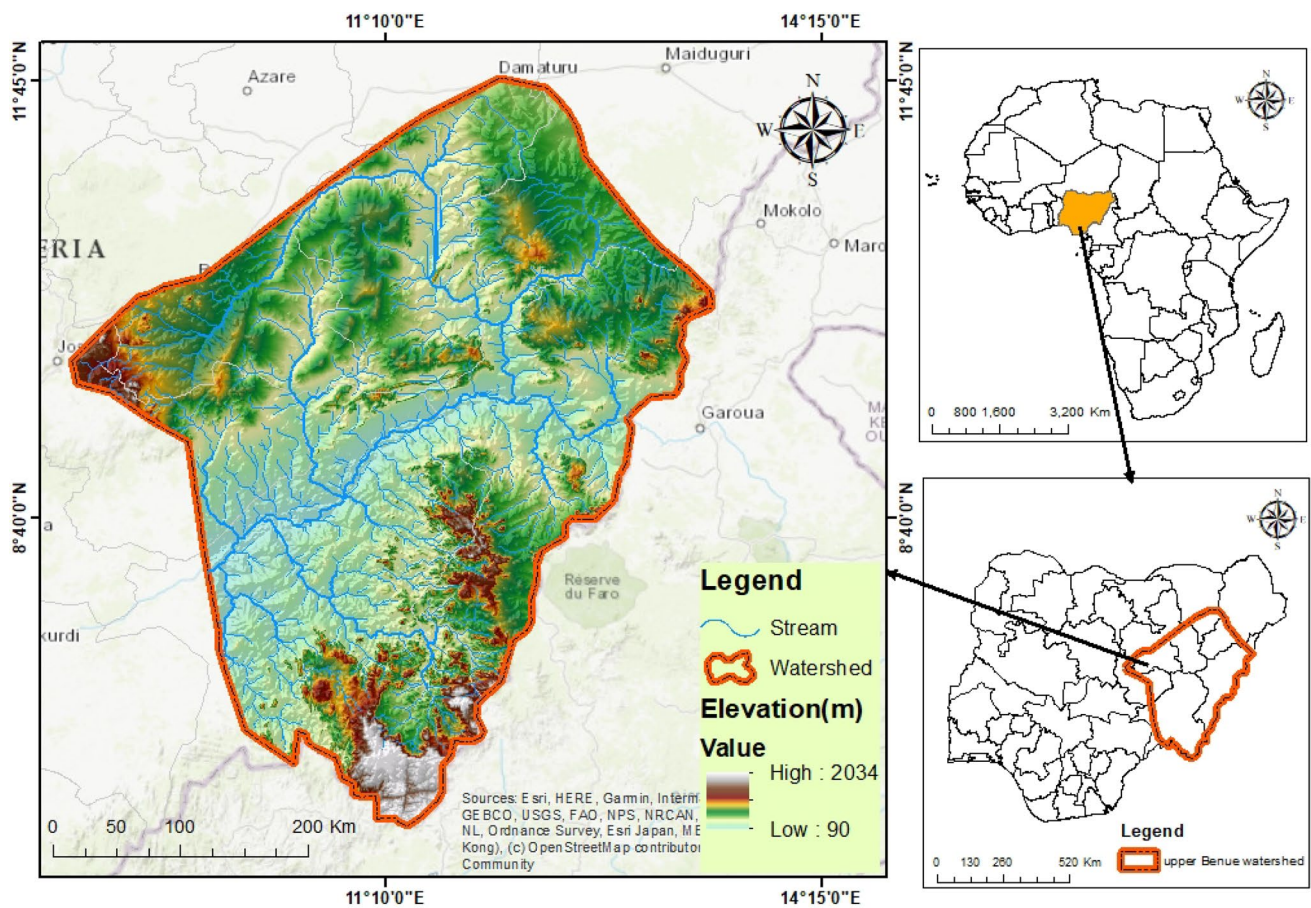 11°10'0"E
14°15'0"E
11°45'0"N
11°45'0"N
8°40'0"N
8°40'0"N
Azare
Damaturu
Maiduguri
N
W
E
S
Mokolo
Maro
ERIA
Jos
Garoua
MA
KE
OU
a
Réserve
du Faro
kurdi
Legend
Stream
Watershed
Elevation(m)
Value
High : 2034
Low : 90
Sources: Esri, HERE, Garmin, Interm
GEBCO, USGS, FAO, NPS, NRCAN,
NL, Ordnance Survey, Esri Japan, ME
Kong), (c) OpenStreetMap contributor
Community
0 50 100 200 Km
11°10'0"E
14°15'0"E
N
W
E
S
0 800 1,600 3,200 Km
N
W
E
S
Legend
upper Benue watershed
0 130 260 520 Km